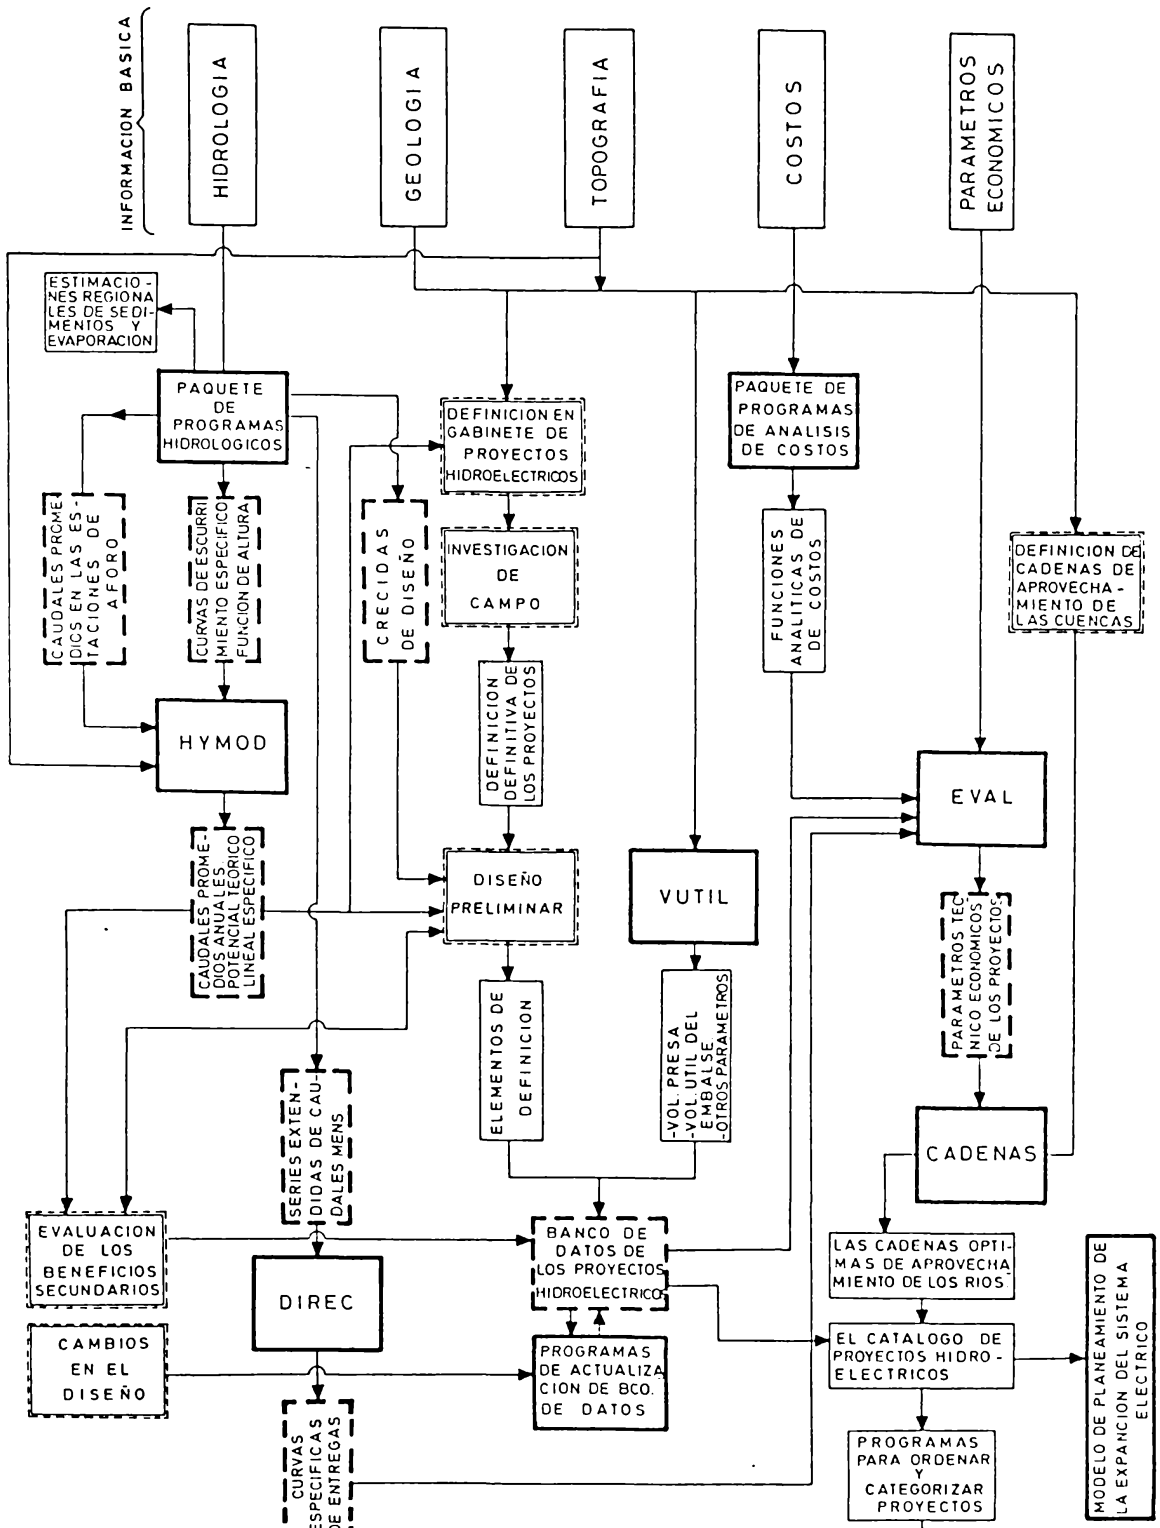 INFORMACION BASICA
HIDROLOGIA
GEOLOGIA
TOPOGRAFIA
COSTOS
PARAMETROS
ECONOMICOS
ESTIMACIO-
NES REGIONA
LES DE SEDI-
MENTOS Y
EVAPORACION
PAQUETE
DE
PROGRAMAS
HIDROLOGICOS
DEFINICION EN
GABINETE DE
PROYECTOS
HIDROELECTRICOS
PAQUETE DE
PROGRAMAS
DE ANALISIS
DE COSTOS
CAUDALES PROME
DIOS EN LAS ES-
TACIONES DE
AFORO
CURVAS DE ESCURRI
MIENTO ESPECIFICO
FUNCION DE ALTURA
CRECIDAS
DE DISEÑO
INVESTIGACION
DE
CAMPO
FUNCIONES
ANALITICAS DE
DE COSTOS
DEFINICION DE
CADENAS DE
APROVECHA-
MIENTO DE
LAS CUENCAS
HYMOD
DEFINICION
DEFINITIVA DE
LOS PROYECTOS
EVAL
CAUDALES PROME-
DIOS ANUALES.
POTENCIAL TEORICO
LINEAL ESPECIFICO
DISEÑO
PRELIMINAR
VUTIL
PARAMETROS TEC
NICO ECONOMICOS
DE LOS PROYECTOS
ELEMENTOS DE
DEFINICION
-VOL. PRESA
-VOL. UTIL DEL
EMBALSE.
-OTROS PARAMETROS
SERIES EXTEN-
DIDAS DE CAU-
DALES MENS
CADENAS
EVALUACION
DE LOS
BENEFICIOS
SECUNDARIOS
DIREC
BANCO DE
DATOS DE
LOS PROYECTOS
HIDROELECTRICOS
LAS CADENAS OPTI-
MAS DE APROVECHA
MIENTO DE LOS RIOS
CAMBIOS
EN EL
DISEÑO
PROGRAMAS
DE ACTUALIZA
CION DE BCO.
DE DATOS
EL CATALOGO DE
PROYECTOS HIDRO-
ELECTRICOS
MODELO DE PLANEAMIENTO DE
LA EXPANCION DEL SISTEMA
ELECTRICO
CURVAS
ESPECIFICAS
DE ENTREGAS
PROGRAMAS
PARA ORDENAR
Y
CATEGORIZAR
PROYECTOS